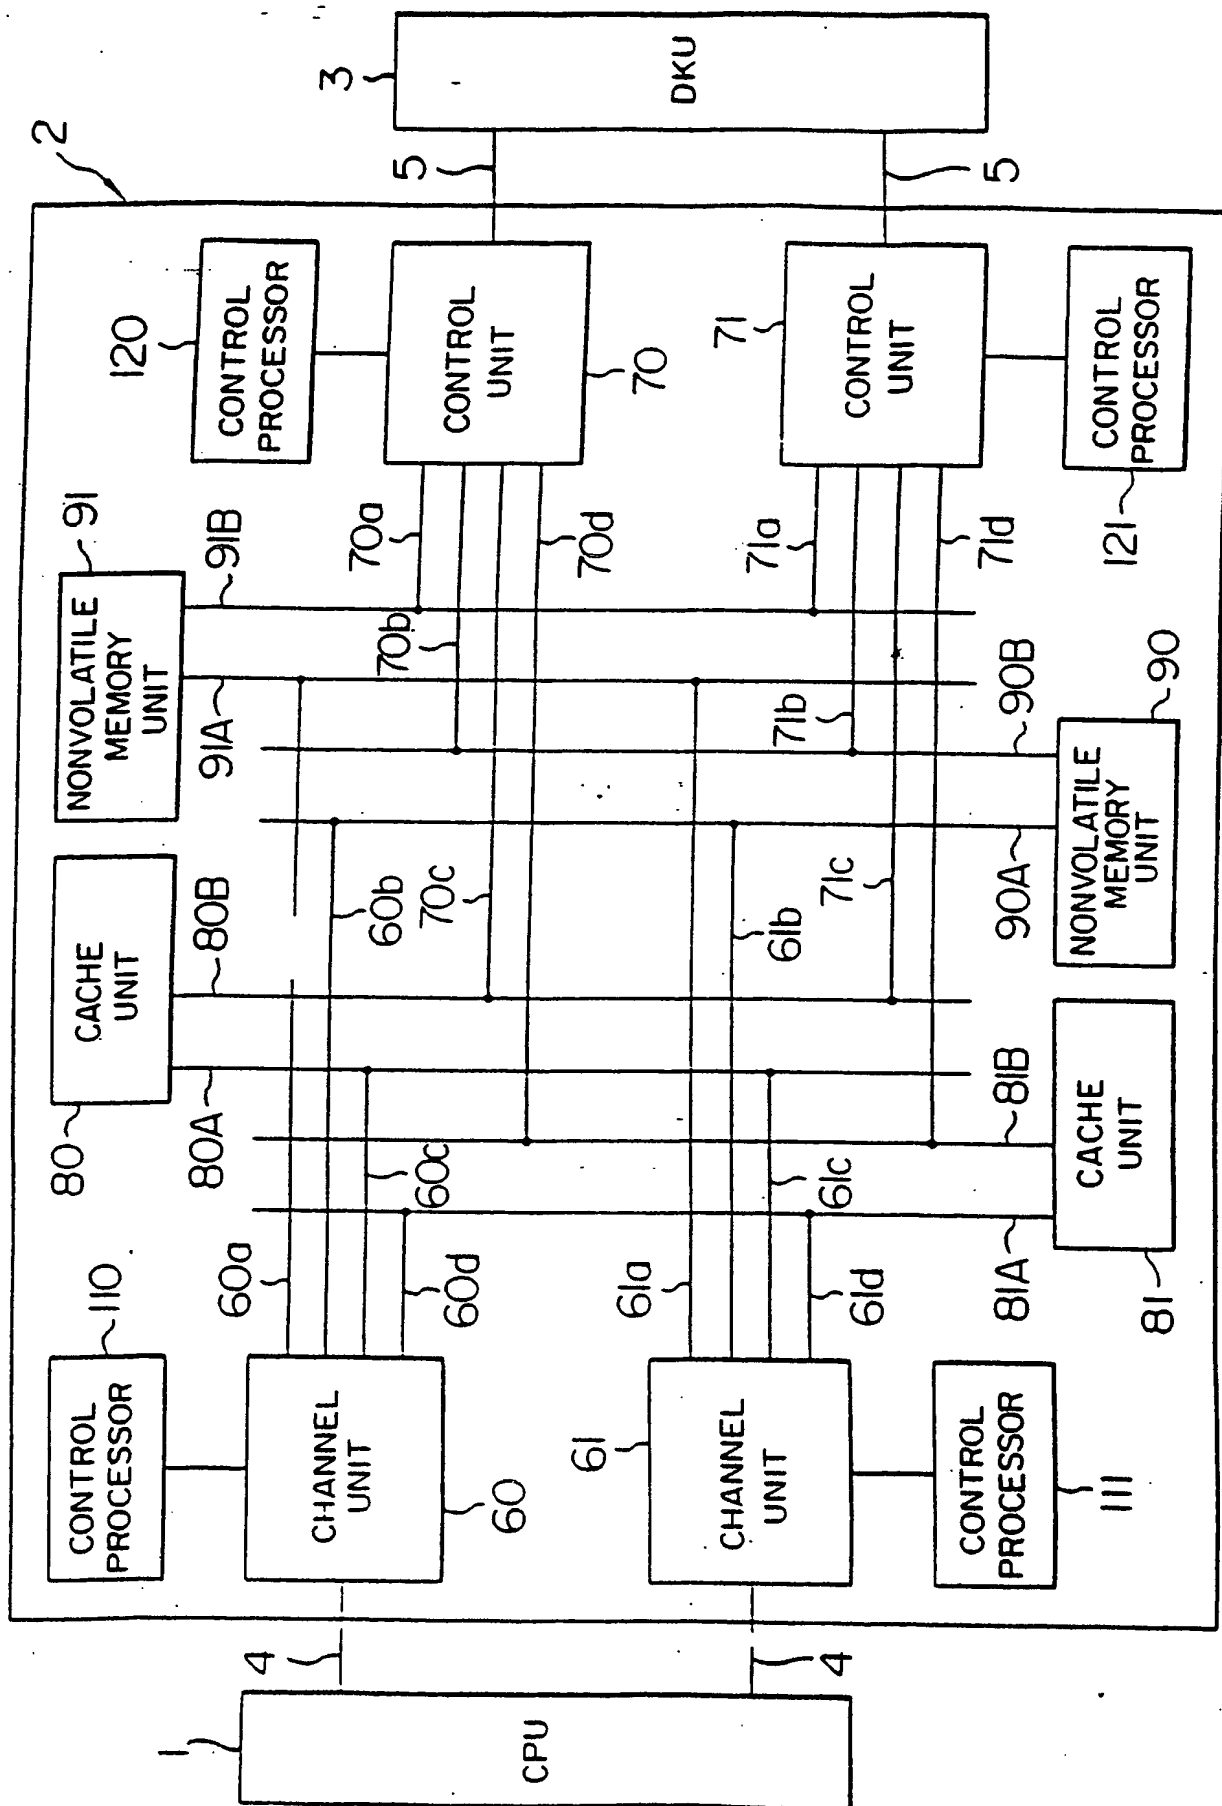 110
CONTROL
PROCESSOR
80
CACHE
UNIT
80A
80B
NONVOLATILE
MEMORY
UNIT
91
91A
91B
120
CONTROL
PROCESSOR
2
1
CPU
4
4
CHANNEL
UNIT
60
60a
60b
60c
60d
70a
70b
70c
70d
CONTROL
UNIT
70
5
5
3
DKU
61
CHANNEL
UNIT
61a
61b
61c
61d
71a
71b
71c
71d
71
CONTROL
UNIT
CONTROL
PROCESSOR
111
81A
81B
CACHE
UNIT
81
90A
90B
NONVOLATILE
MEMORY
UNIT
90
121
CONTROL
PROCESSOR